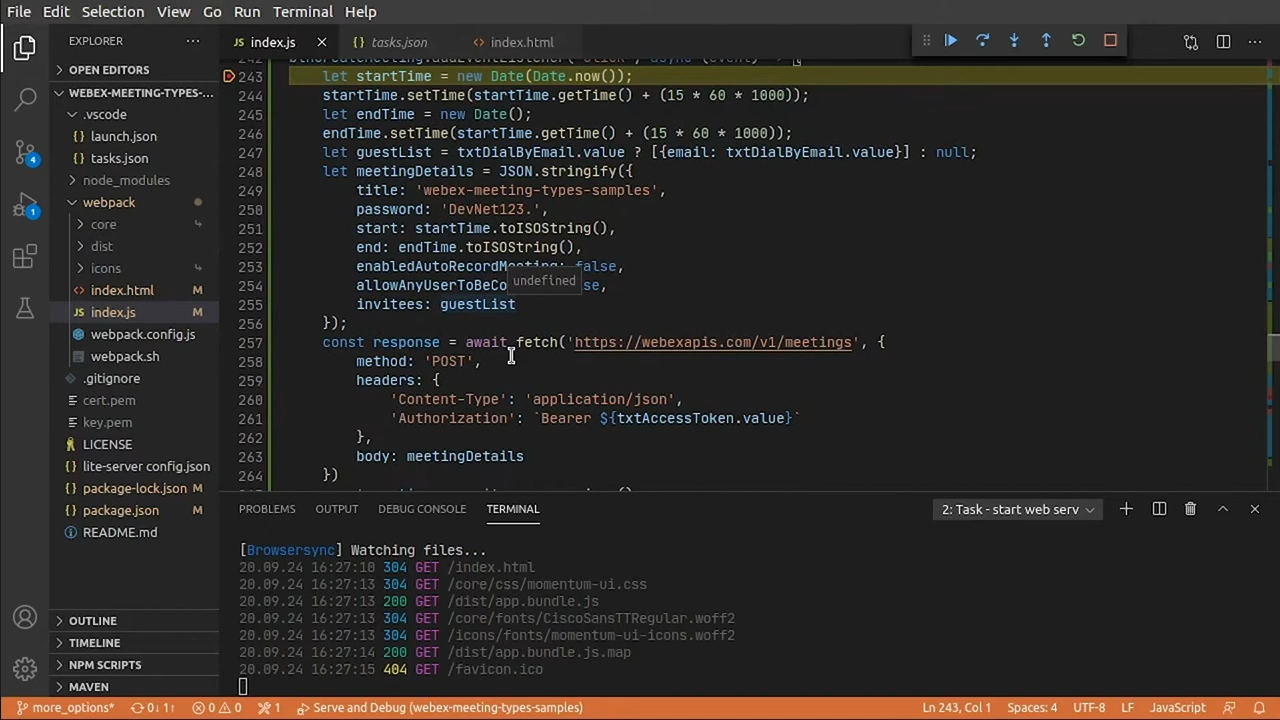 File Edit Selection View Go Run Terminal Help
EXPLORER
index.js
tasks.json
index.html
OPEN EDITORS
WEBEX-MEETING-TYPES-...
.vscode
launch.json
tasks.json
node_modules
webpack
core
dist
icons
index.html
index.js
webpack.config.js
webpack.sh
.gitignore
cert.pem
key.pem
LICENSE
lite-server config.json
package-lock.json M
package.json M
README.md
OUTLINE
TIMELINE
NPM SCRIPTS
MAVEN
4
1
243 let startTime = new Date(Date.now());
244 startTime.setTime(startTime.getTime() + (15 * 60 * 1000));
245 let endTime = new Date();
246 endTime.setTime(startTime.getTime() + (15 * 60 * 1000));
247 let guestList = txtDialByEmail.value ? [{email: txtDialByEmail.value}] : null;
248 let meetingDetails = JSON.stringify({
249 title: 'webex-meeting-types-samples',
250 password: 'DevNet123.',
251 start: startTime.toISOString(),
252 end: endTime.toISOString(),
253 enabledAutoRecordMeeting: false,
undefined
254 allowAnyUserToBeCo se,
255 invitees: guestList
256 });
257 const response = await fetch('https://webexapis.com/v1/meetings', {
258 method: 'POST',
259 headers: {
260 'Content-Type': 'application/json',
261 'Authorization': `Bearer ${txtAccessToken.value}`
262 },
263 body: meetingDetails
264 })
PROBLEMS OUTPUT DEBUG CONSOLE TERMINAL
2: Task - start web serv
[Browsersync] Watching files...
20.09.24 16:27:10 304 GET /index.html
20.09.24 16:27:13 304 GET /core/css/momentum-ui.css
20.09.24 16:27:13 200 GET /dist/app.bundle.js
20.09.24 16:27:13 304 GET /core/fonts/CiscoSansTTRegular.woff2
20.09.24 16:27:13 304 GET /icons/fonts/momentum-ui-icons.woff2
20.09.24 16:27:14 200 GET /dist/app.bundle.js.map
20.09.24 16:27:15 404 GET /favicon.ico
more_options* 0↓ 1↑ 0 0 1 Serve and Debug (webex-meeting-types-samples) Ln 243, Col 1 Spaces: 4 UTF-8 LF JavaScript